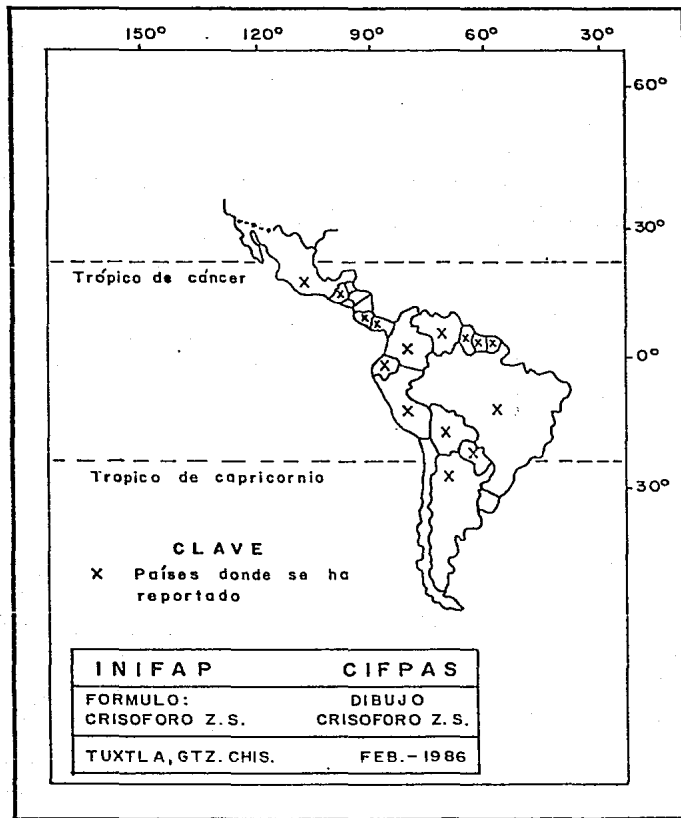 150° 120° 90° 60° 30°
60°
30°
Trópico de cáncer
0°
Tropico de capricornio
30°
CLAVE
X Países donde se ha
reportado
INIFAP CIFPAS
FORMULO: DIBUJO
CRISOFORO Z.S. CRISOFORO Z.S.
TUXTLA, GTZ. CHIS. FEB.-1986